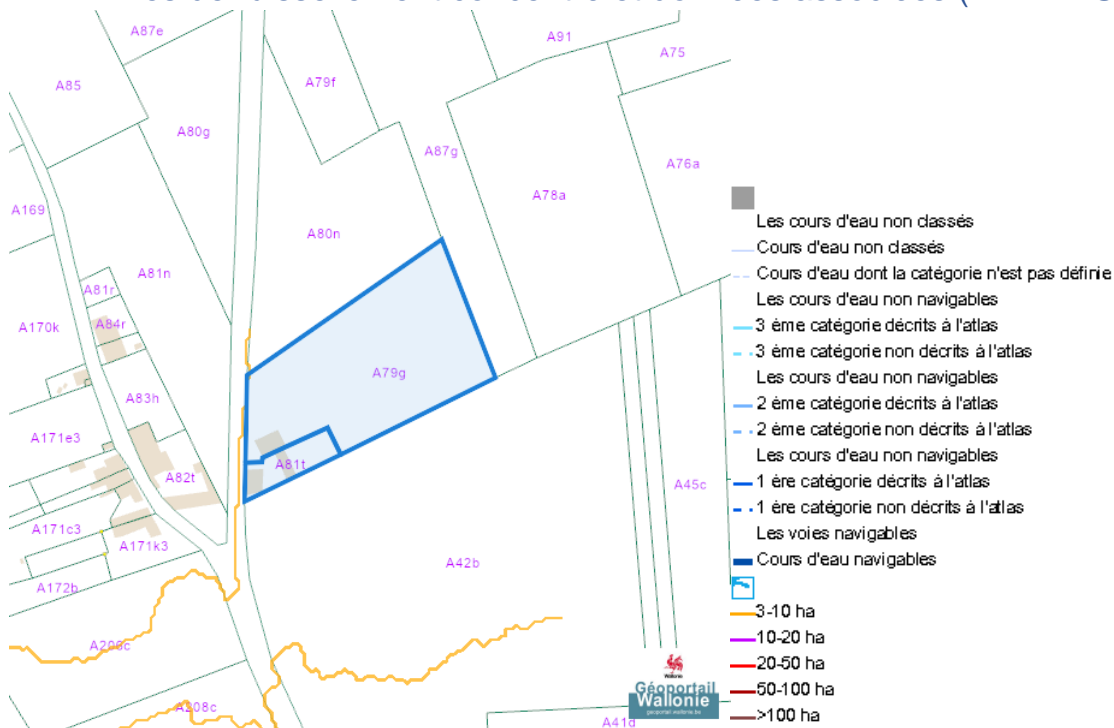 A87e
A91
A75
A85
A79f
A80g
A87g
A76a
A78a
A169
A80n
A81n
A81r
A170k
A84r
A79g
A83h
A171e3
A81t
A82t
A45c
A171c3
A171k3
A42b
A172b
A206c
A208c
A41d
Les cours d'eau non classés
Cours d'eau non classés
Cours d'eau dont la catégorie n'est pas définie
Les cours d'eau non navigables
3 ème catégorie décrits à l'atlas
3 ème catégorie non décrits à l'atlas
Les cours d'eau non navigables
2 ème catégorie décrits à l'atlas
2 ème catégorie non décrits à l'atlas
Les cours d'eau non navigables
1 ère catégorie décrits à l'atlas
1 ère catégorie non décrits à l'atlas
Les voies navigables
Cours d'eau navigables
3-10 ha
10-20 ha
20-50 ha
50-100 ha
>100 ha
Wallonie
Géoportail
Wallonie
geoportail.wallonie.be